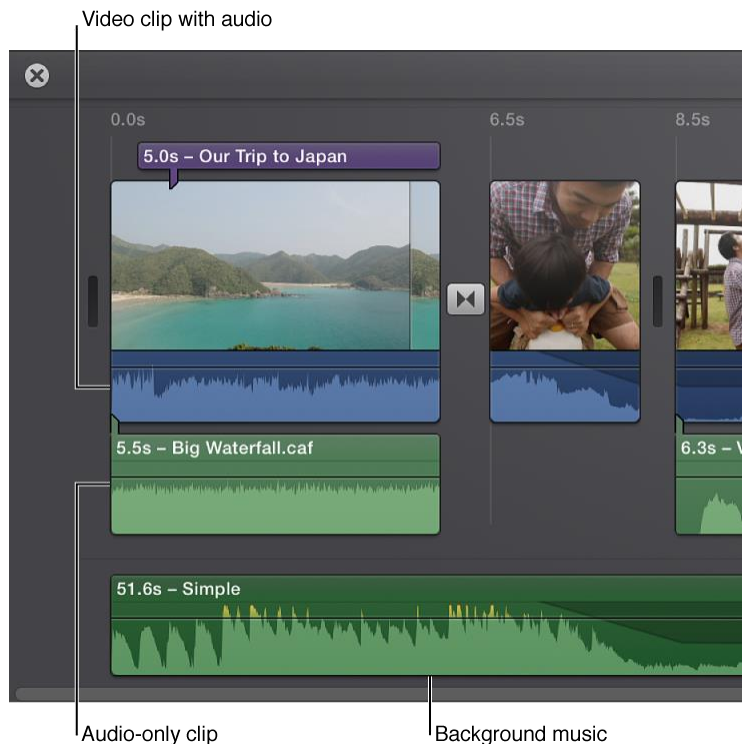 Video clip with audio
0.0s
6.5s
8.5s
5.0s – Our Trip to Japan
5.5s – Big Waterfall.caf
6.3s –
51.6s – Simple
Audio-only clip
Background music